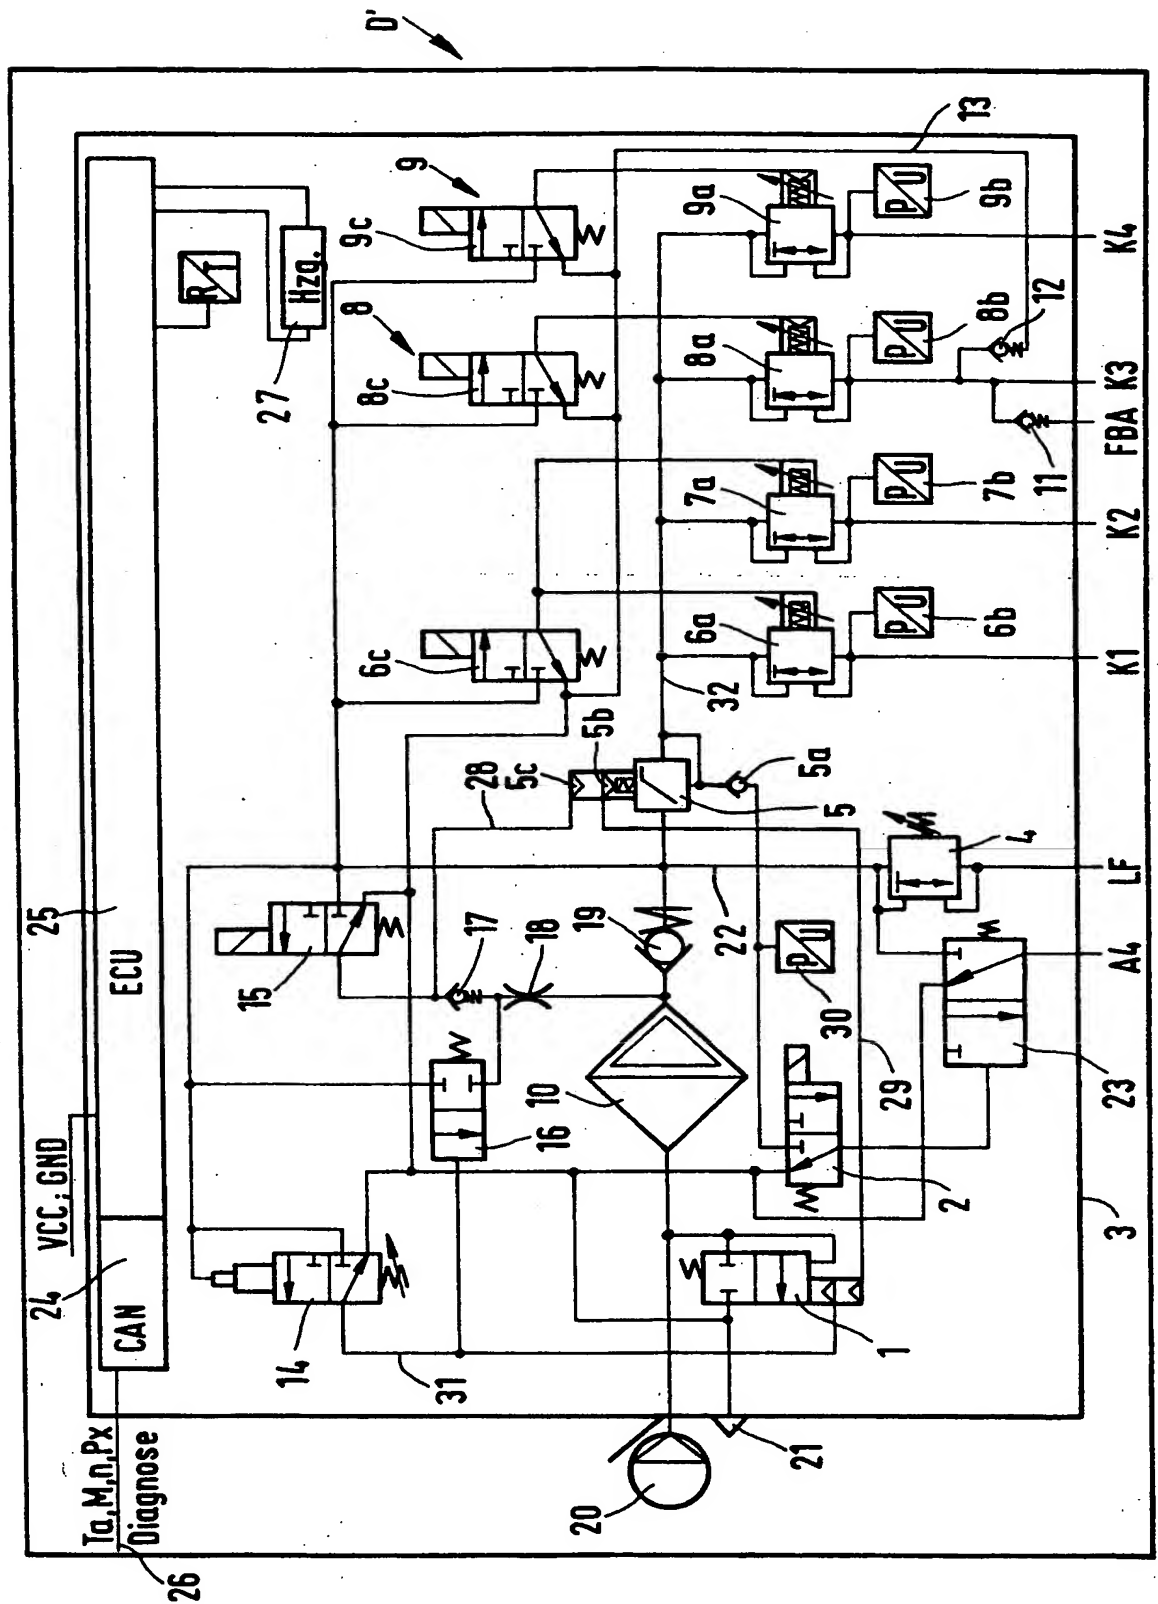 26
Ta,M,n,Px
Diagnose
24
CAN
VCC; GND
25
ECU
R
T
27
Hzg.
D'
14
31
15
16
17
18
28
5c
5b
6c
8
8c
9
9c
20
21
10
19
22
32
5
5a
6a
7a
8a
9a
13
1
2
30
P
U
29
23
4
6b
P
U
7b
P
U
8b
P
U
9b
P
U
11
12
3
A4
LF
K1
K2
FBA
K3
K4